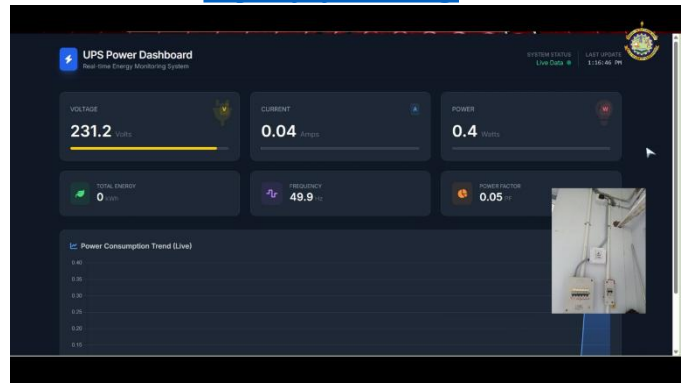 UPS Power Dashboard
Real-time Energy Monitoring System
SYSTEM STATUS
Live Data
LAST UPDATE
1:16:46 PM
VOLTAGE
V
231.2 Volts
CURRENT
A
0.04 Amps
POWER
W
0.4 Watts
TOTAL ENERGY
0 kWh
FREQUENCY
49.9 Hz
POWER FACTOR
0.05 PF
Power Consumption Trend (Live)
0.40
0.35
0.30
0.25
0.20
0.10